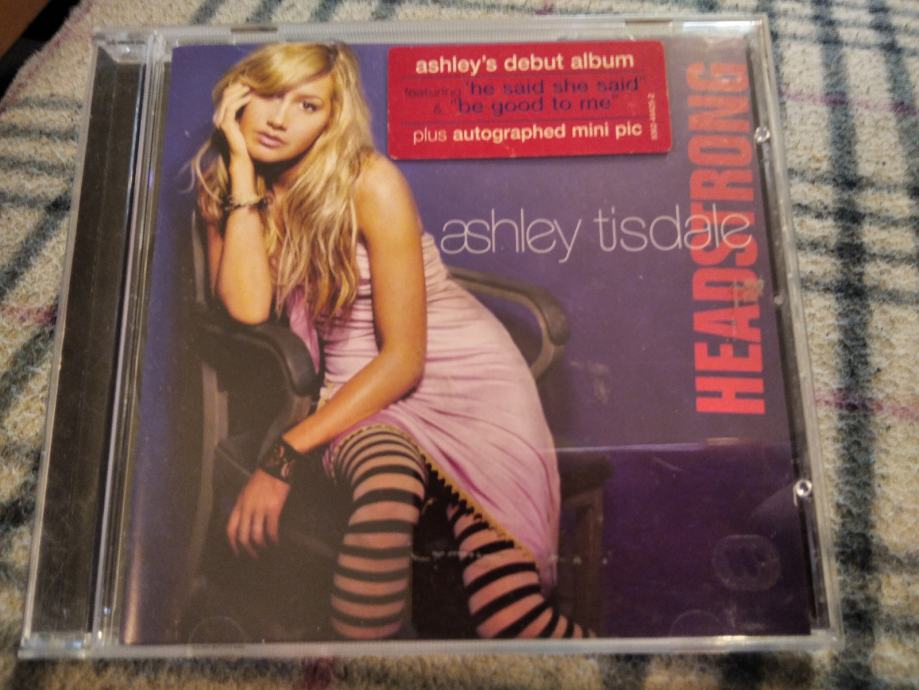 ashley's debut album
featuring "he said she said"
& "be good to me"
plus autographed mini pic
ashley tisdale
HEADSTRONG